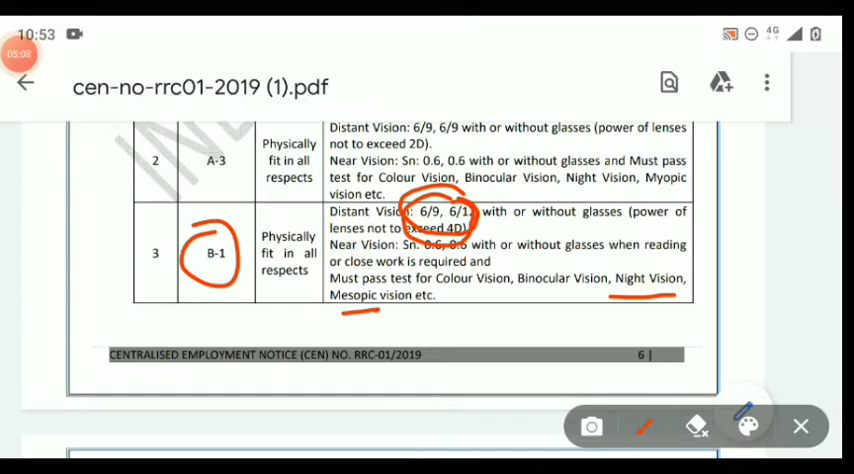 10:53
4G
05:08
cen-no-rrc01-2019 (1).pdf
Distant Vision: 6/9, 6/9 with or without glasses (power of lenses
not to exceed 2D).
2 A-3 Physically fit in all respects
Near Vision: Sn: 0.6, 0.6 with or without glasses and Must pass
test for Colour Vision, Binocular Vision, Night Vision, Myopic
vision etc.
3 B-1 Physically fit in all respects
Distant Vision: 6/9, 6/12 with or without glasses (power of
lenses not to exceed 4D)
Near Vision: Sn. 0.6, 0.6 with or without glasses when reading
or close work is required and
Must pass test for Colour Vision, Binocular Vision, Night Vision,
Mesopic vision etc.
CENTRALISED EMPLOYMENT NOTICE (CEN) NO. RRC-01/2019 6 |